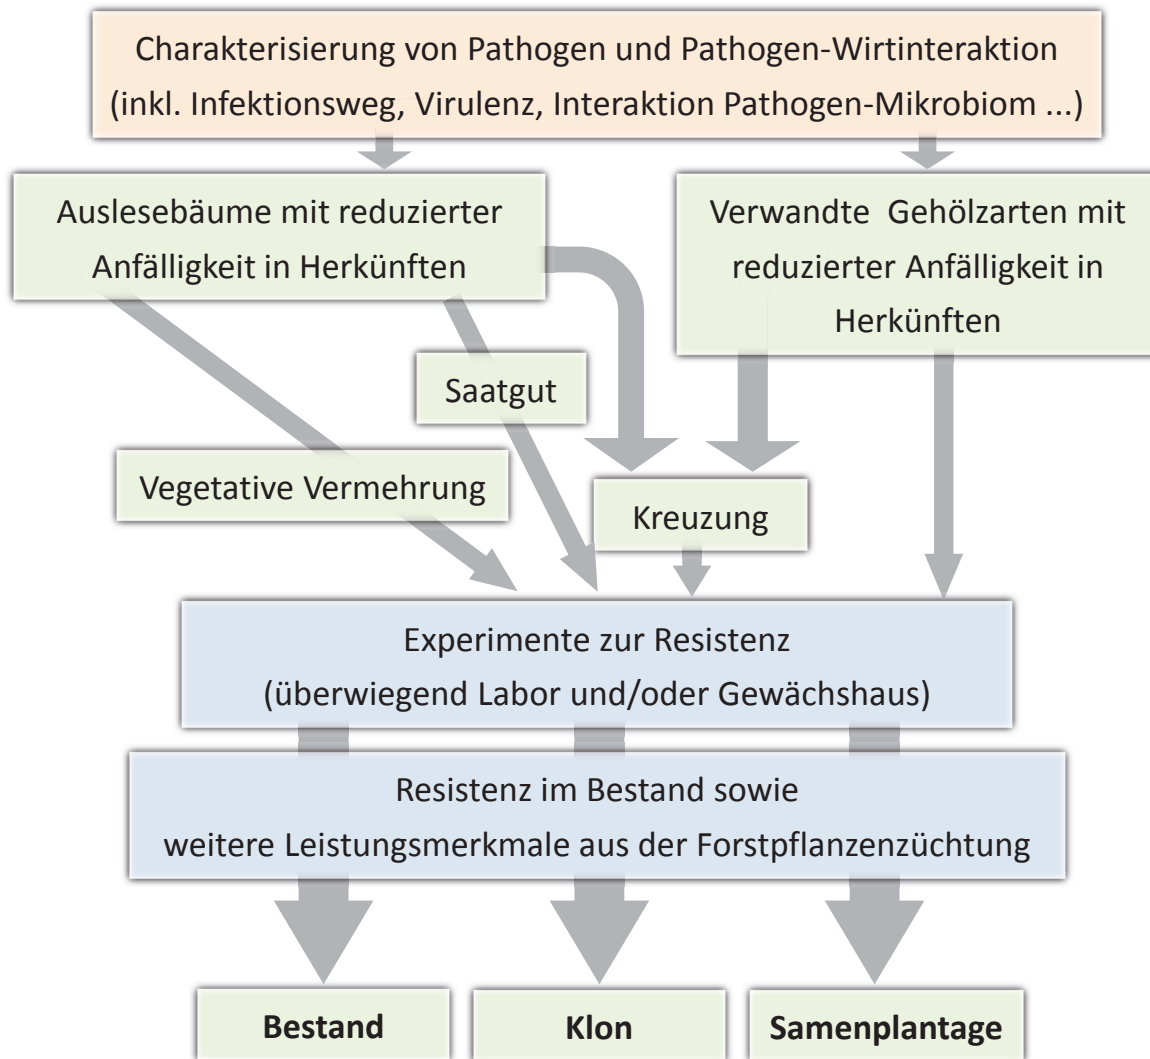 Charakterisierung von Pathogen und Pathogen-Wirtinteraktion
(inkl. Infektionsweg, Virulenz, Interaktion Pathogen-Mikrobiom ...)
Auslesebäume mit reduzierter
Anfälligkeit in Herkünften
Verwandte Gehölzarten mit
reduzierter Anfälligkeit in
Herkünften
Saatgut
Vegetative Vermehrung
Kreuzung
Experimente zur Resistenz
(überwiegend Labor und/oder Gewächshaus)
Resistenz im Bestand sowie
weitere Leistungsmerkmale aus der Forstpflanzenzüchtung
Bestand
Klon
Samenplantage